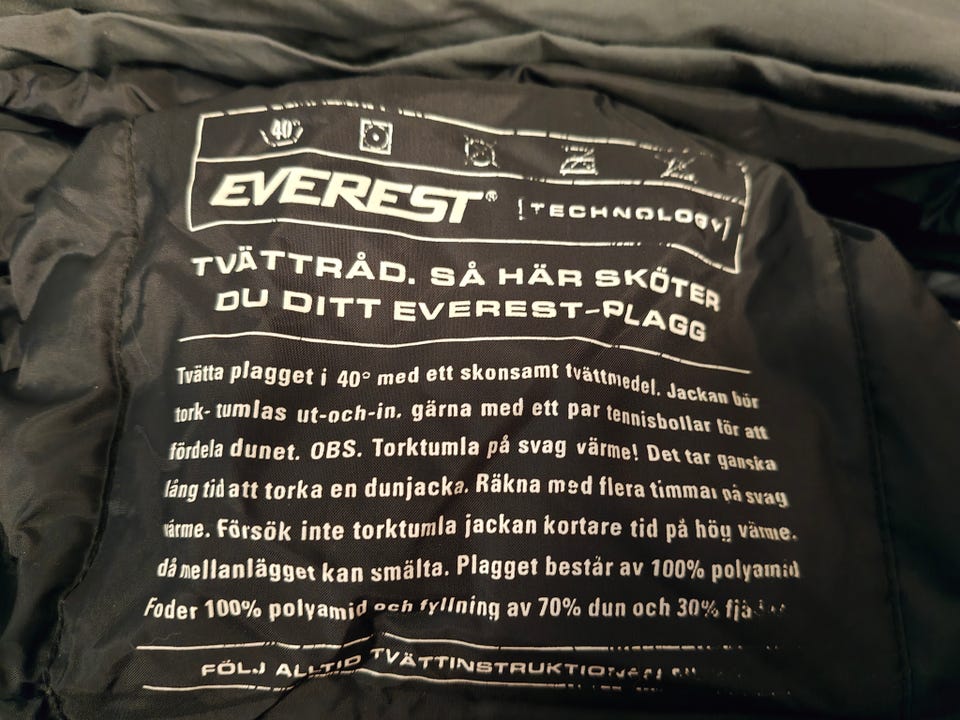 40°
EVEREST® [TECHNOLOGY]
TVÄTTRÅD. SÅ HÄR SKÖTER
DU DITT EVEREST-PLAGG
Tvätta plagget i 40° med ett skonsamt tvättmedel. Jackan bör
tork- tumlas ut-och-in. gärna med ett par tennisbollar för att
fördela dunet. OBS. Torktumla på svag värme! Det tar ganska
lång tid att torka en dunjacka. Räkna med flera timmar på svag
värme. Försök inte torktumla jackan kortare tid på hög värme.
då mellanlägget kan smälta. Plagget består av 100% polyamid
Foder 100% polyamid och fyllning av 70% dun och 30%
FÖLJ ALLTID TVÄTTINSTRUKTIONEN